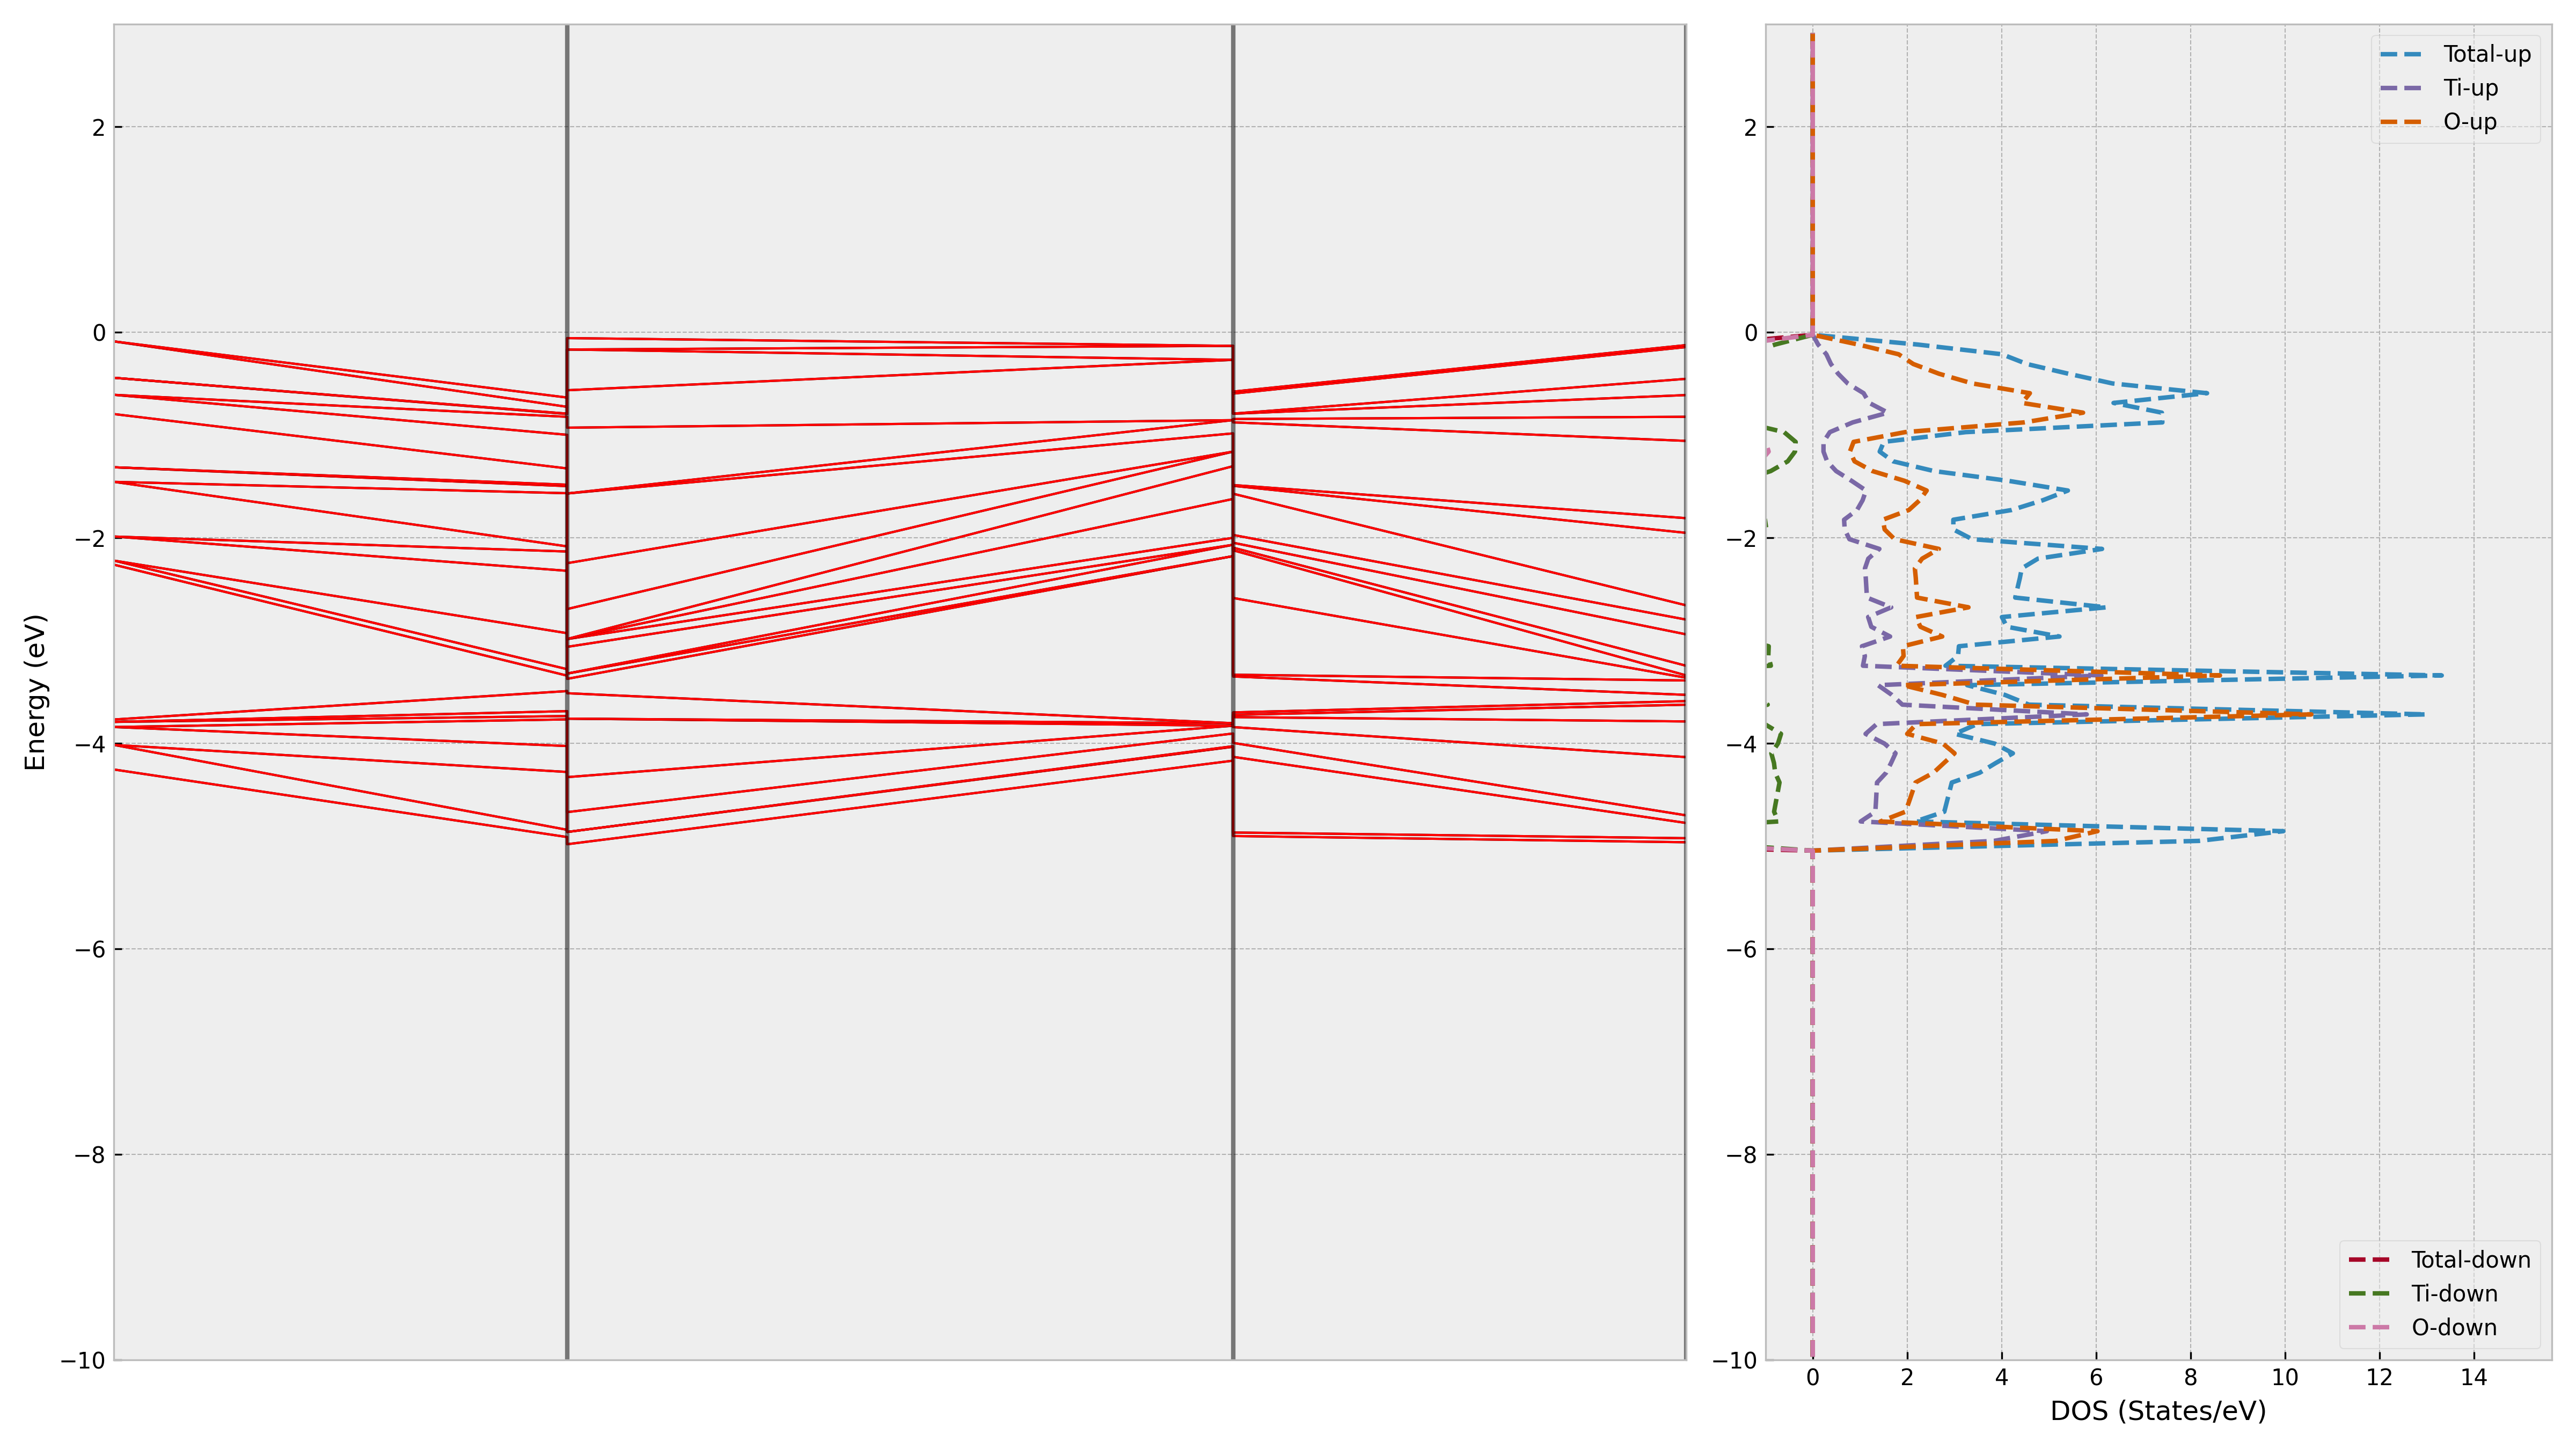 Energy (eV)
2
0
−2
−4
−6
−8
−10
2
0
−2
−4
−6
−8
−10
Total-up
Ti-up
O-up
Total-down
Ti-down
O-down
0 2 4 6 8 10 12 14
DOS (States/eV)